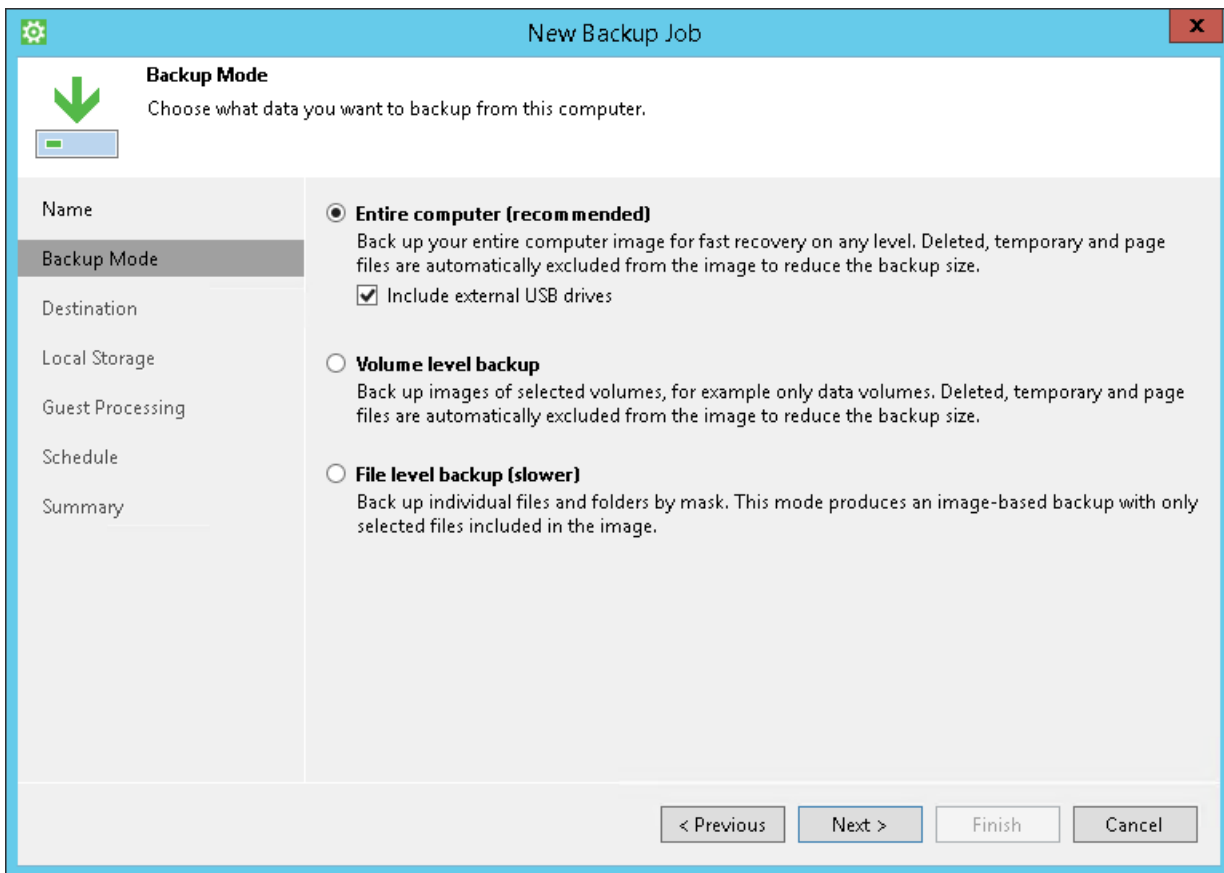 New Backup Job
x
Backup Mode
Choose what data you want to backup from this computer.
Name
Backup Mode
Destination
Local Storage
Guest Processing
Schedule
Summary
Entire computer (recommended)
Back up your entire computer image for fast recovery on any level. Deleted, temporary and page
files are automatically excluded from the image to reduce the backup size.
Include external USB drives
Volume level backup
Back up images of selected volumes, for example only data volumes. Deleted, temporary and page
files are automatically excluded from the image to reduce the backup size.
File level backup (slower)
Back up individual files and folders by mask. This mode produces an image-based backup with only
selected files included in the image.
< Previous
Next >
Finish
Cancel